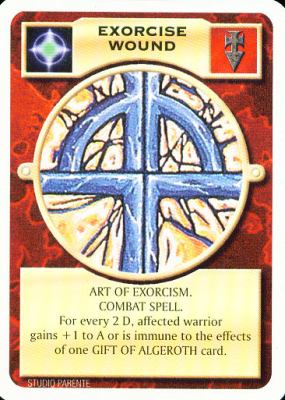 EXORCISE
WOUND
ART OF EXORCISM.
COMBAT SPELL.
For every 2 D, affected warrior
gains +1 to A or is immune to the effects
of one GIFT OF ALGEROTH card.
STUDIO PARENTE